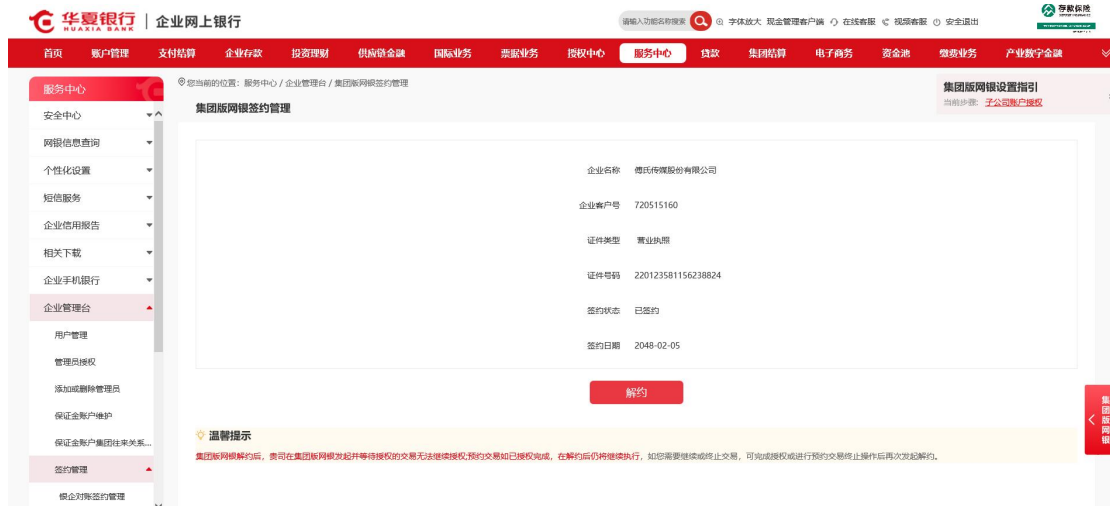 华夏银行 HUAXIA BANK 企业网上银行
请输入功能名称搜索 字体放大 现金管理客户端 在线客服 视频客服 安全退出 存款保险
首页 账户管理 支付结算 企业存款 投资理财 供应链金融 国际业务 票据业务 授权中心 服务中心 贷款 集团结算 电子商务 资金池 缴费业务 产业数字金融
服务中心
安全中心
网银信息查询
个性化设置
短信服务
企业信用报告
相关下载
企业手机银行
企业管理台
用户管理
管理员授权
添加或删除管理员
保证金账户维护
保证金账户集团往来关系...
签约管理
银企对账签约管理
您当前的位置：服务中心 / 企业管理台 / 集团版网银签约管理
集团版网银签约管理
集团版网银设置指引
当前步骤：子公司账户授权
企业名称 傅氏传媒股份有限公司
企业客户号 720515160
证件类型 营业执照
证件号码 220123581156238824
签约状态 已签约
签约日期 2048-02-05
解约
温馨提示
集团版网银解约后，贵司在集团版网银发起并等待授权的交易无法继续授权;预约交易如已授权完成，在解约后仍将继续执行，如您需要继续或终止交易，可完成授权或进行预约交易终止操作后再次发起解约。
集团版网银